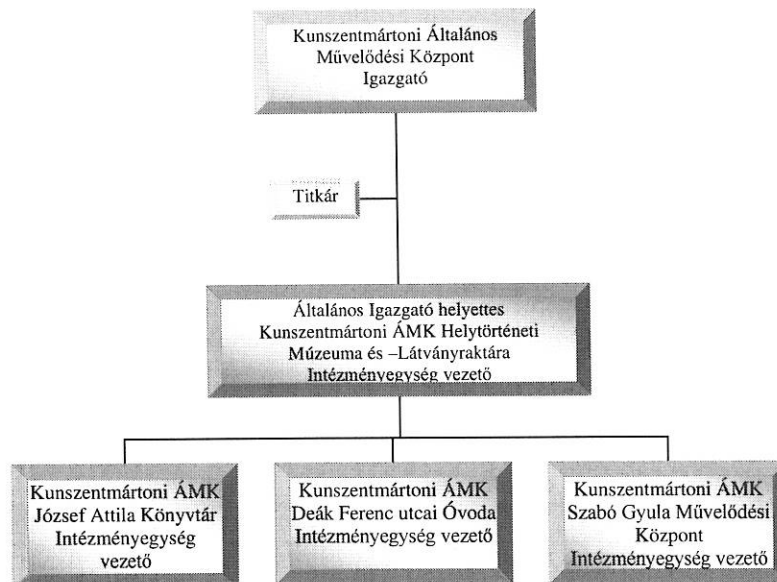 Kunszentmártoni Általános
Művelődési Központ
Igazgató
Titkár
Általános Igazgató helyettes
Kunszentmártoni ÁMK Helytörténeti
Múzeuma és –Látványraktára
Intézményegység vezető
Kunszentmártoni ÁMK
József Attila Könyvtár
Intézményegység
vezető
Kunszentmártoni ÁMK
Deák Ferenc utcai Óvoda
Intézményegység vezető
Kunszentmártoni ÁMK
Szabó Gyula Művelődési
Központ
Intézményegység vezető